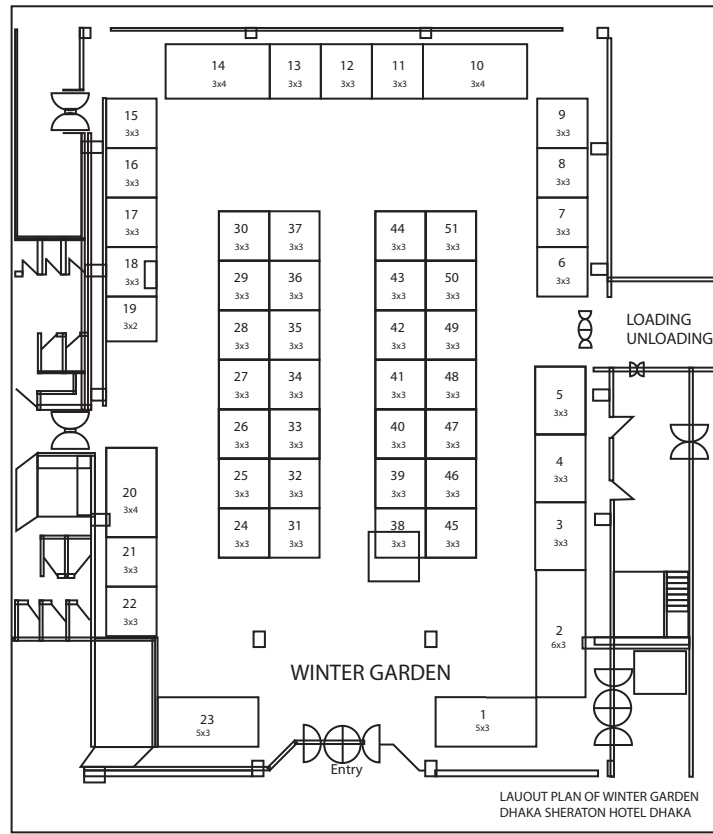 14 13 12 11 10
3x4 3x3 3x3 3x3 3x4
15 9
3x3 3x3
16 8
3x3 3x3
17 7
3x3 3x3
30 37 44 51
3x3 3x3 3x3 3x3
18 6
3x3 3x3
29 36 43 50
3x3 3x3 3x3 3x3
19
3x2
28 35 42 49
3x3 3x3 3x3 3x3
LOADING
UNLOADING
27 34 41 48
3x3 3x3 3x3 3x3
5
3x3
26 33 40 47
3x3 3x3 3x3 3x3
4
3x3
25 32 39 46
3x3 3x3 3x3 3x3
20
3x4
24 31 38 45
3x3 3x3 3x3 3x3
3
3x3
21
3x3
22
3x3
2
6x3
WINTER GARDEN
23 1
5x3 5x3
Entry
LAUOUT PLAN OF WINTER GARDEN
DHAKA SHERATON HOTEL DHAKA